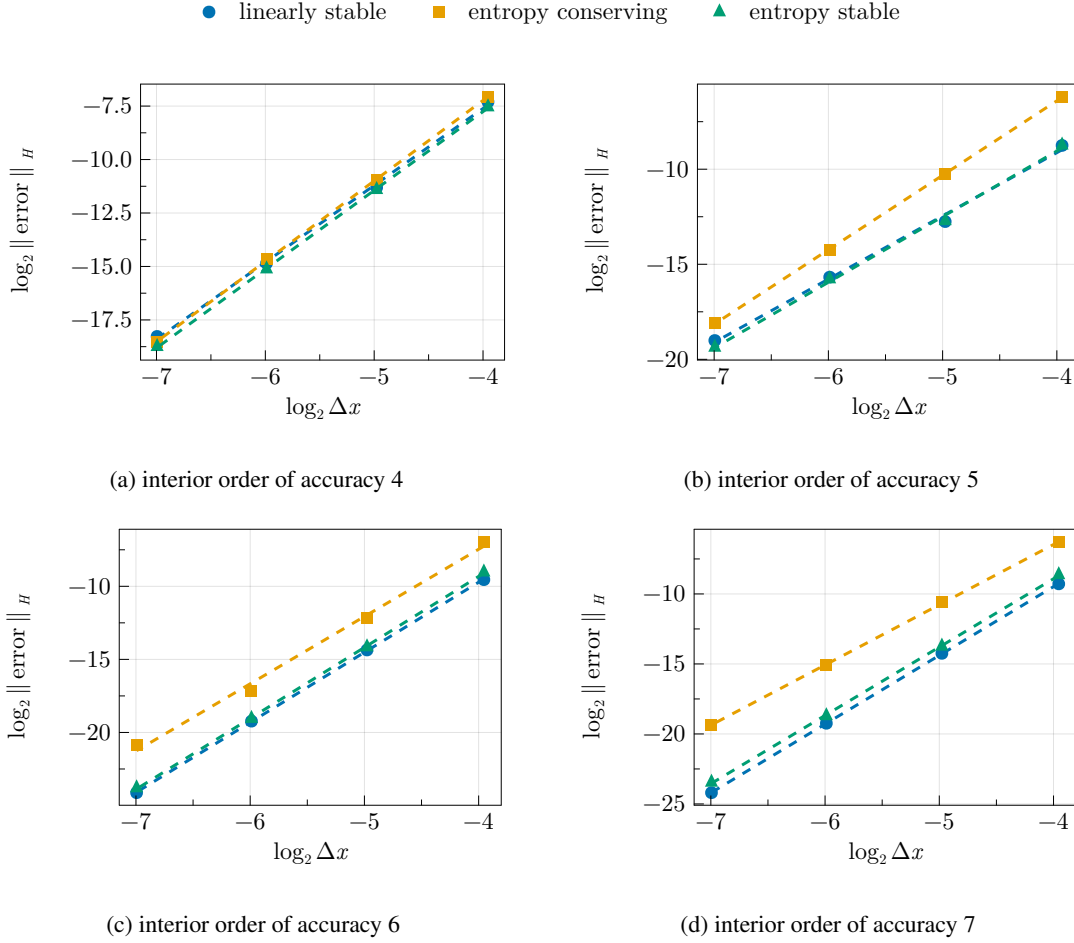 linearly stable entropy conserving entropy stable
−7.5
−10.0
−12.5
−15.0
−17.5
log₂ || error ||_H
−7 −6 −5 −4
log₂ Δx
(a) interior order of accuracy 4
−10
−15
−20
log₂ || error ||_H
−7 −6 −5 −4
log₂ Δx
(b) interior order of accuracy 5
−10
−15
−20
log₂ || error ||_H
−7 −6 −5 −4
log₂ Δx
(c) interior order of accuracy 6
−10
−15
−20
−25
log₂ || error ||_H
−7 −6 −5 −4
log₂ Δx
(d) interior order of accuracy 7